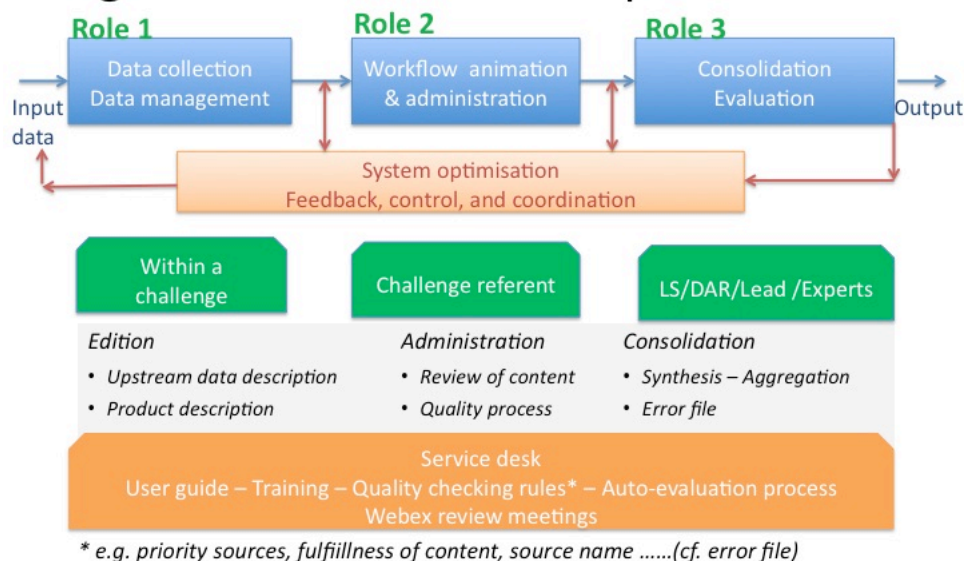 Role 1
Role 2
Role 3
Data collection
Data management
Workflow animation
& administration
Consolidation
Evaluation
Input
data
Output
System optimisation
Feedback, control, and coordination
Within a
challenge
Challenge referent
LS/DAR/Lead /Experts
Edition
• Upstream data description
• Product description
Administration
• Review of content
• Quality process
Consolidation
• Synthesis – Aggregation
• Error file
Service desk
User guide – Training – Quality checking rules* – Auto-evaluation process
Webex review meetings
* e.g. priority sources, fulfiillness of content, source name ......(cf. error file)